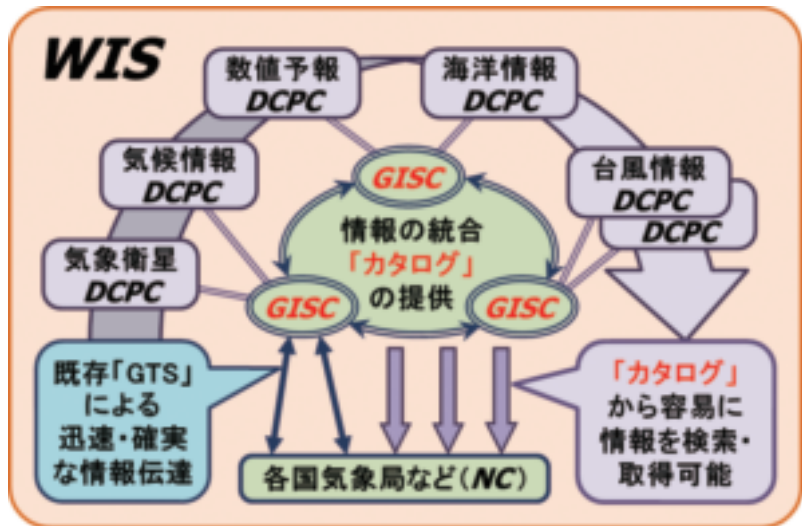 WIS
数値予報
DCPC
海洋情報
DCPC
気候情報
DCPC
GISC
台風情報
DCPC
DCPC
情報の統合
「カタログ」
の提供
気象衛星
DCPC
GISC
GISC
既存「GTS」
による
迅速・確実
な情報伝達
「カタログ」
から容易に
情報を検索・
取得可能
各国気象局など(NC)